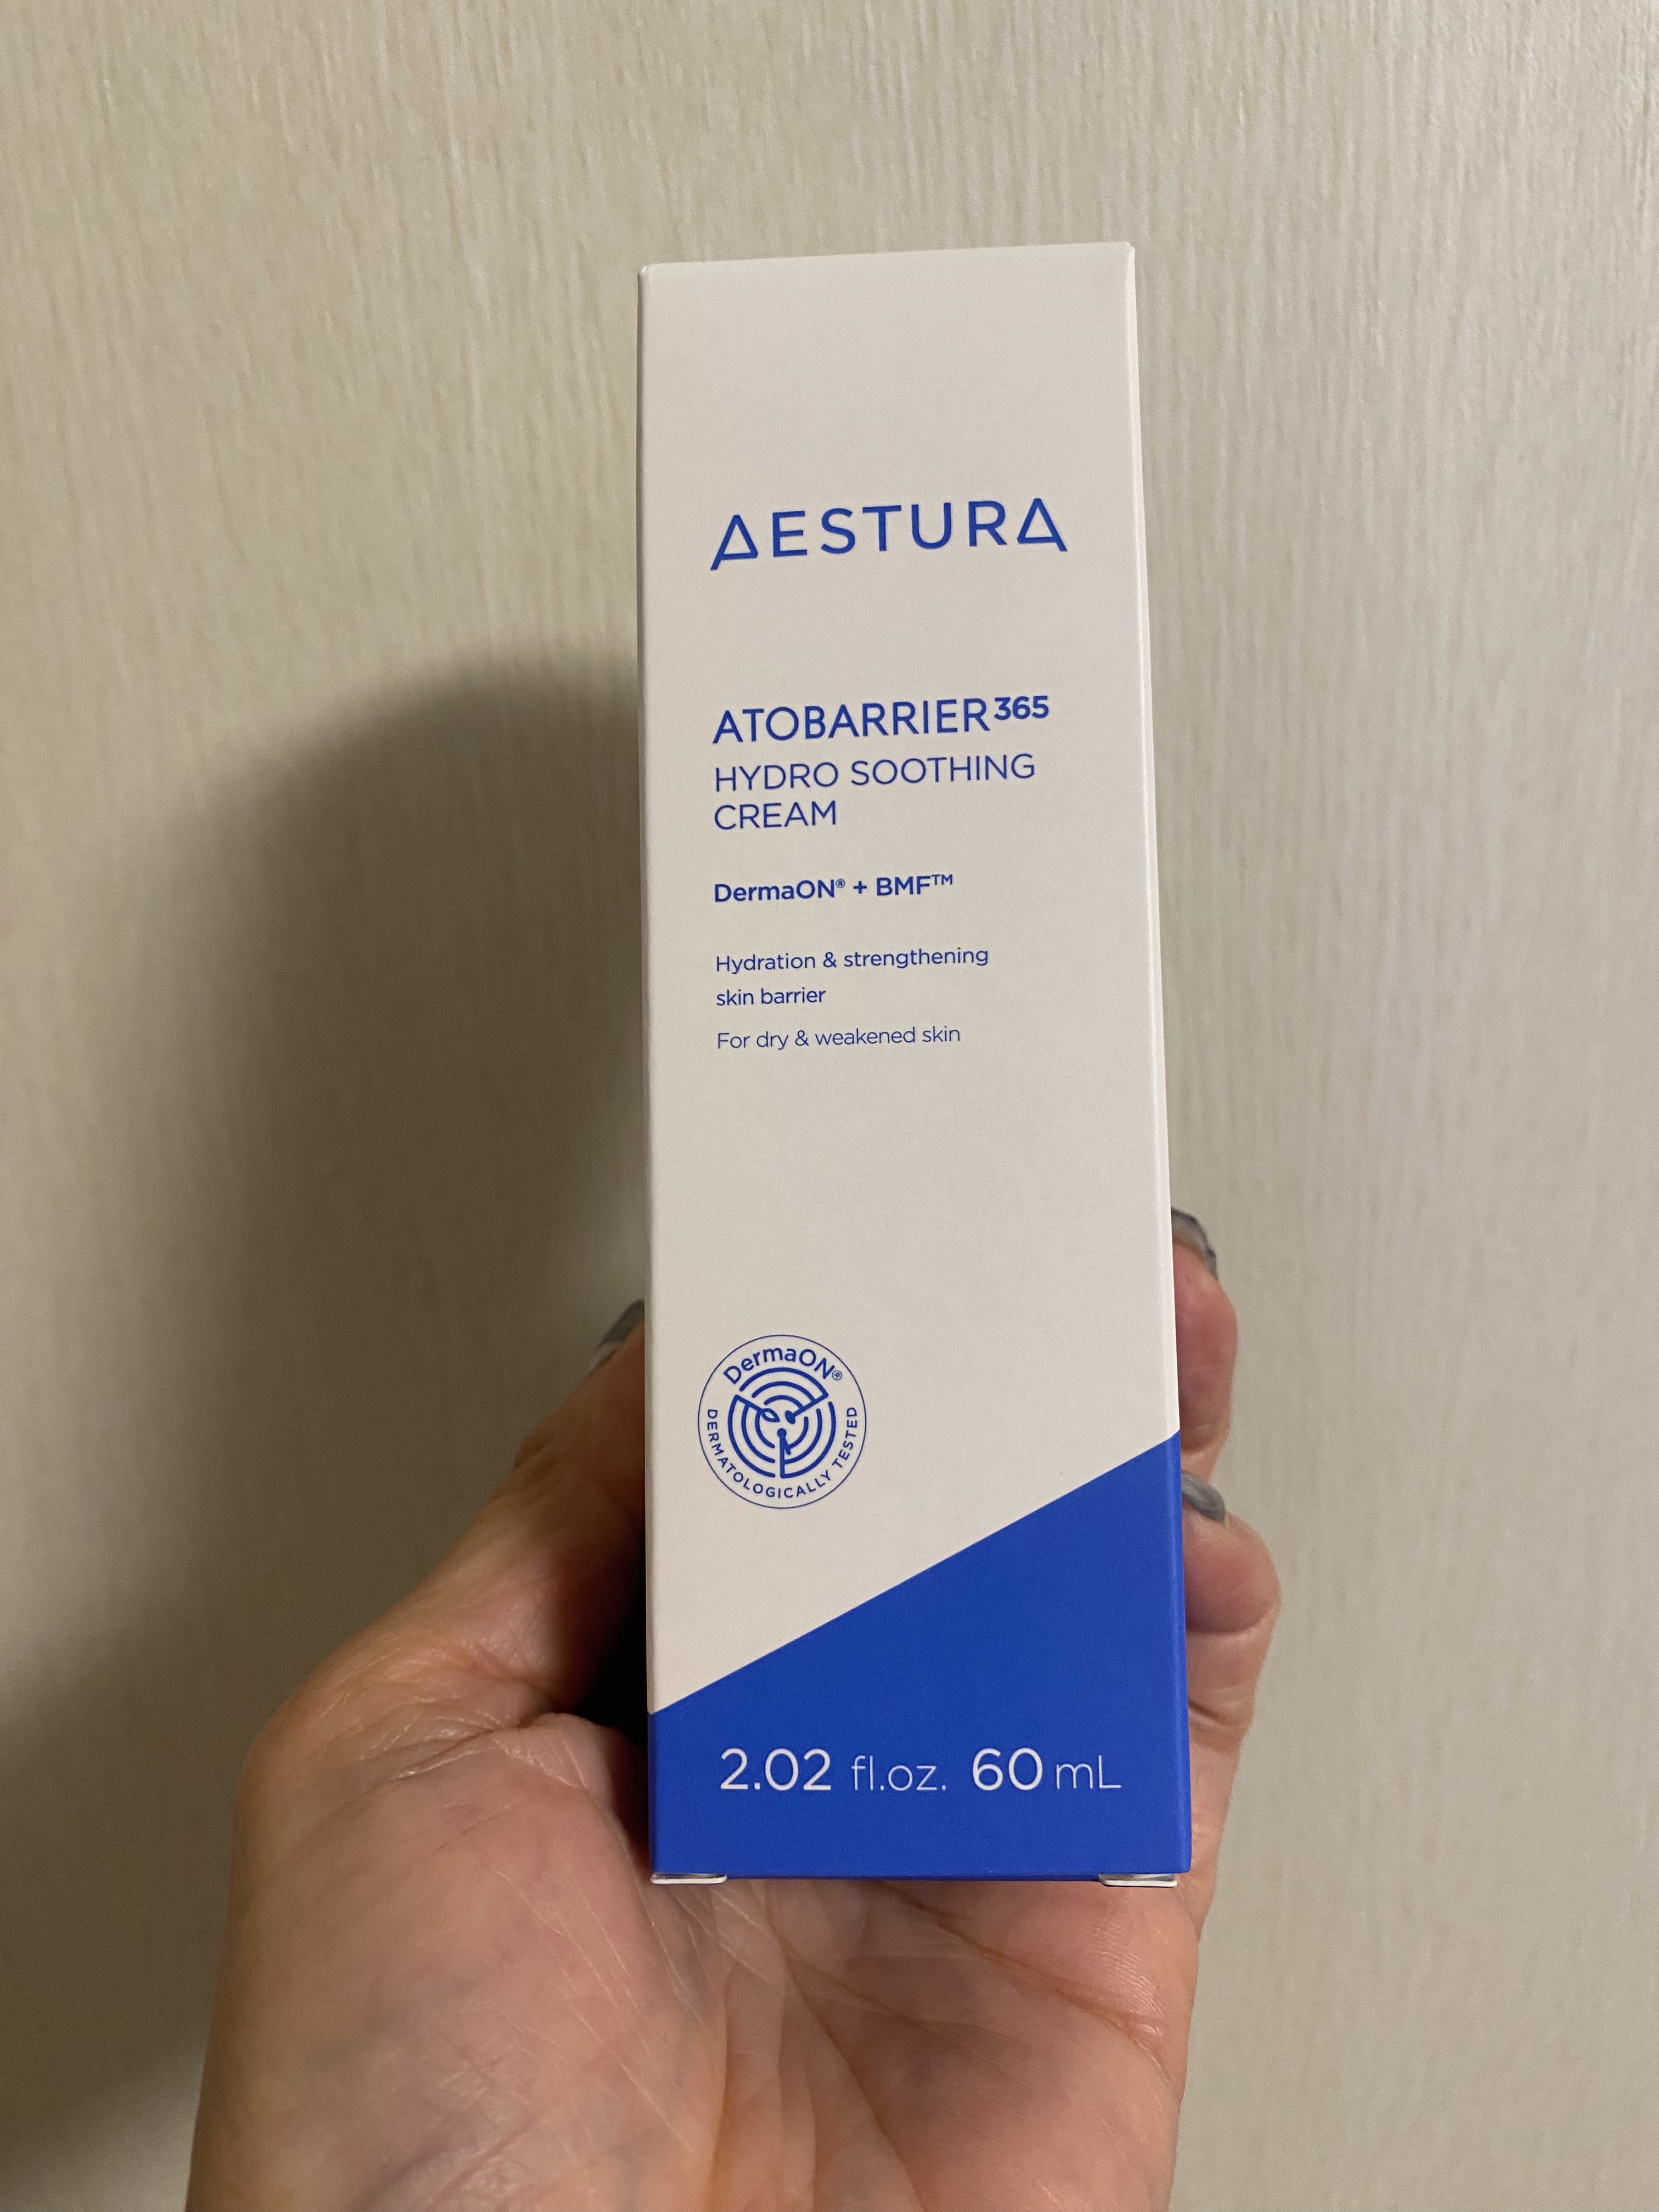 AESTURA
ATOBARRIER365
HYDRO SOOTHING
CREAM
DermaON® + BMF™
Hydration & strengthening
skin barrier
For dry & weakened skin
DermaON®
DERMATOLOGICALLY TESTED
2.02 fl.oz. 60 mL